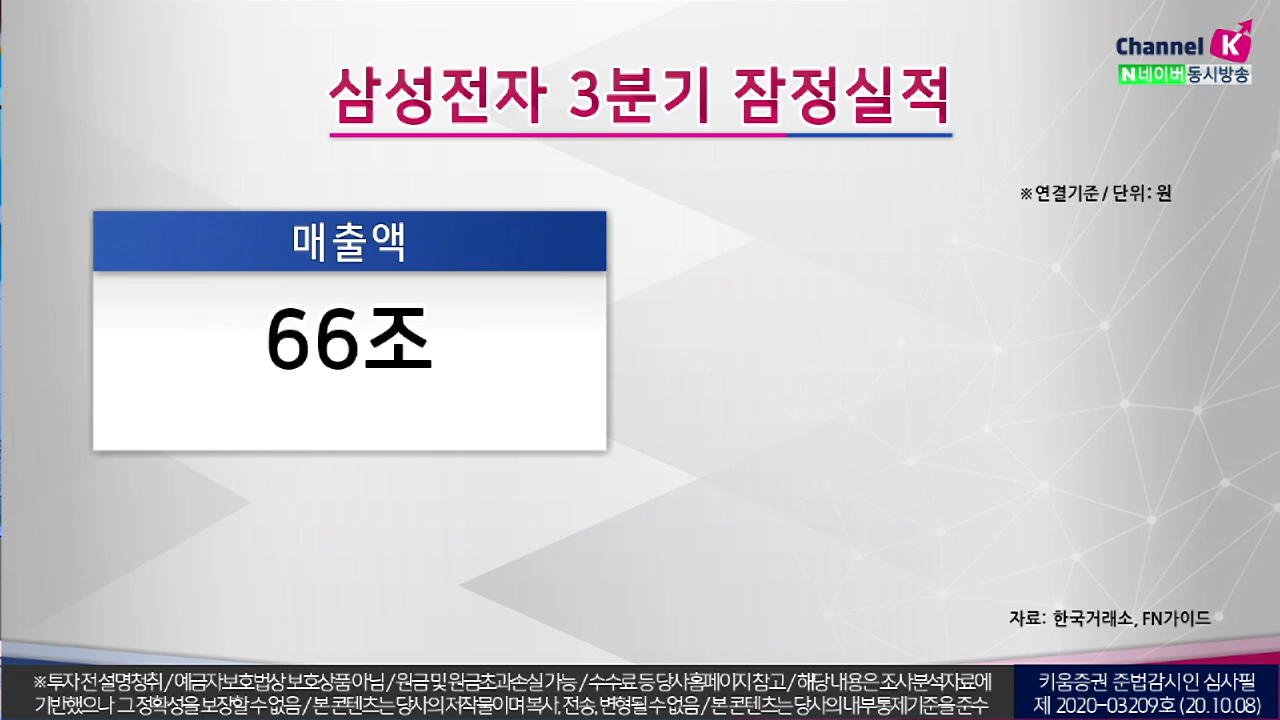 Channel K
N 네이버 동시방송
삼성전자 3분기 잠정실적
※연결기준 / 단위: 원
매출액
66조
자료: 한국거래소, FN가이드
※투자 전 설명청취 / 예금자보호법상 보호상품 아님 / 원금 및 원금초과손실 가능 / 수수료 등 당사홈페이지 참고 / 해당 내용은 조사분석자료에
기반했으나 그 정확성을 보장할 수 없음 / 본 콘텐츠는 당사의 저작물이며 복사, 전송, 변형될 수 없음 / 본 콘텐츠는 당사의 내부통제기준을 준수
키움증권 준법감시인 심사필
제 2020-03209호 (20.10.08)